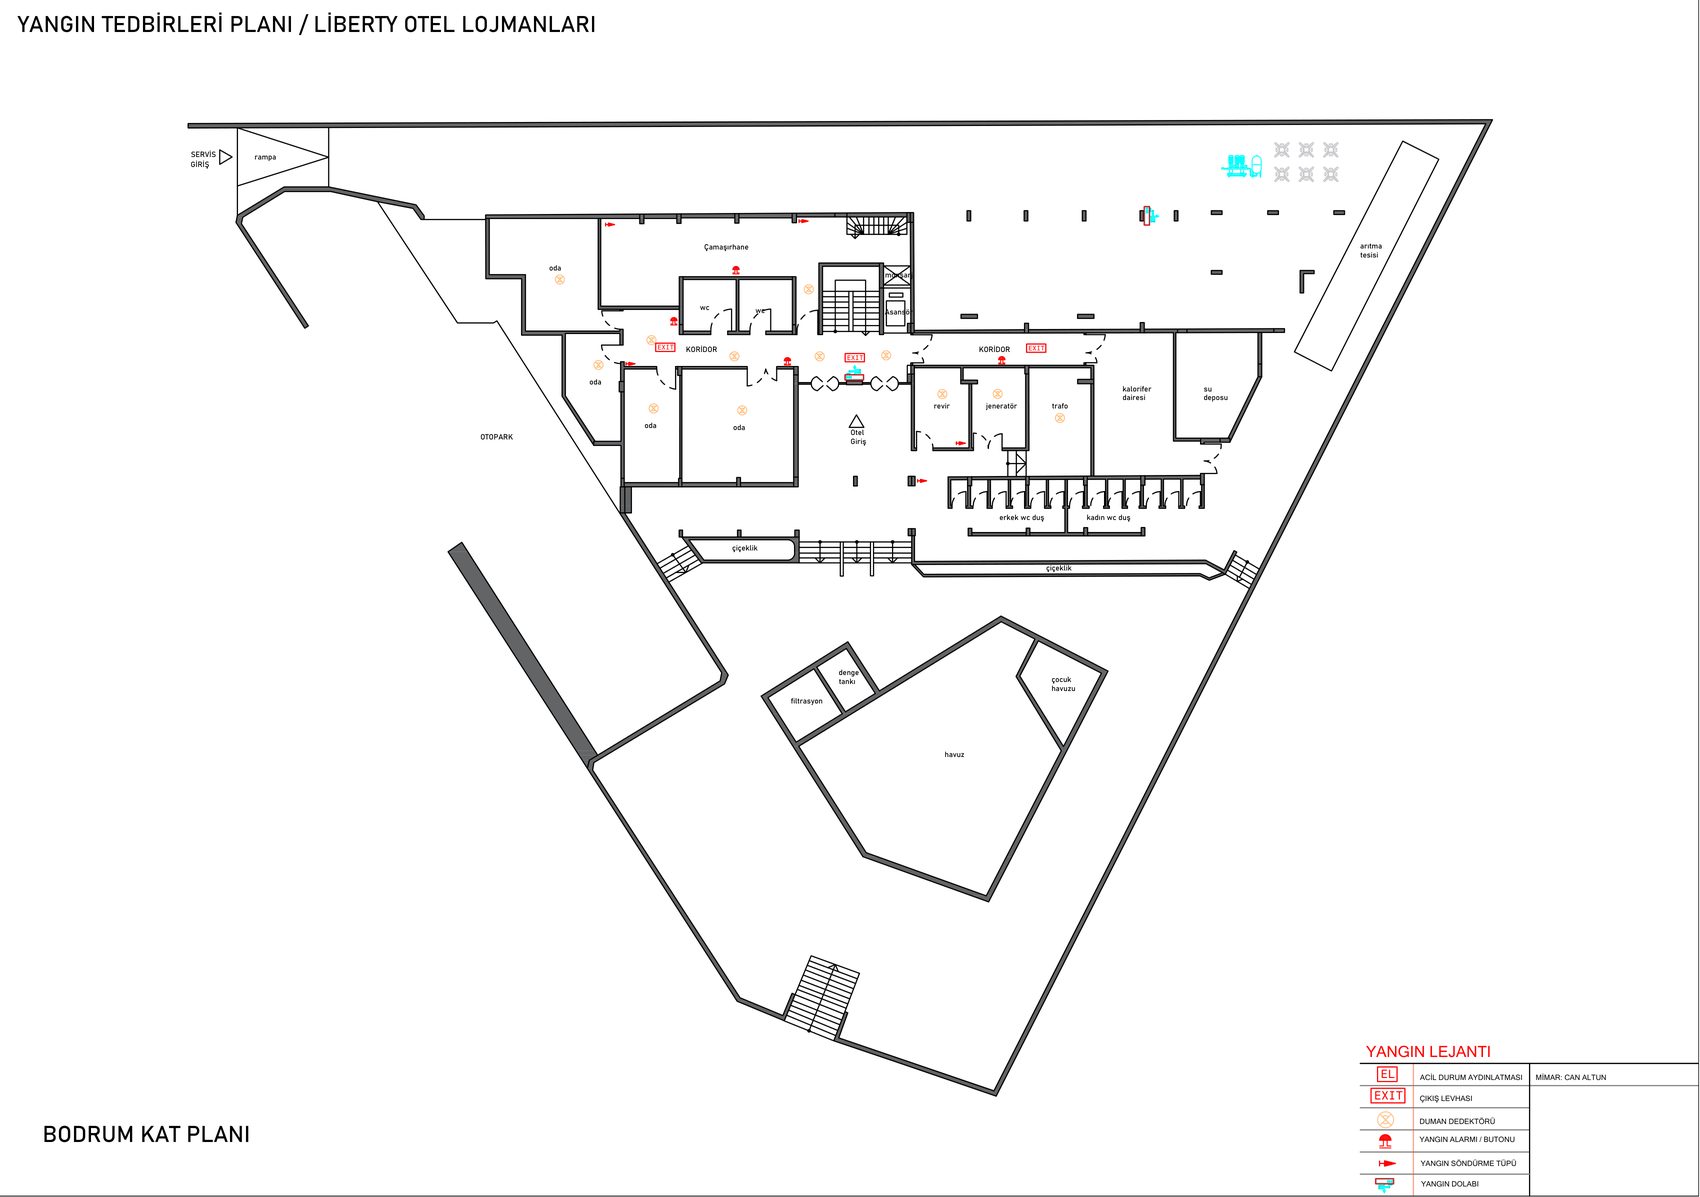 YANGIN TEDBİRLERİ PLANI / LİBERTY OTEL LOJMANLARI
SERVİS
GİRİŞ
rampa
Çamaşırhane
oda
wc
wc
Asansör
KORİDOR
EXIT
EXIT
KORİDOR
EXIT
arıtma
tesisi
oda
oda
oda
OTOPARK
Otel
Giriş
revir
jeneratör
trafo
kalorifer
dairesi
su
deposu
erkek wc duş
kadın wc duş
çiçeklik
çiçeklik
denge
tankı
filtrasyon
çocuk
havuzu
havuz
BODRUM KAT PLANI
YANGIN LEJANTI
EL
ACİL DURUM AYDINLATMASI
MİMAR: CAN ALTUN
EXIT
ÇIKIŞ LEVHASI
DUMAN DEDEKTÖRÜ
YANGIN ALARMI / BUTONU
YANGIN SÖNDÜRME TÜPÜ
YANGIN DOLABI